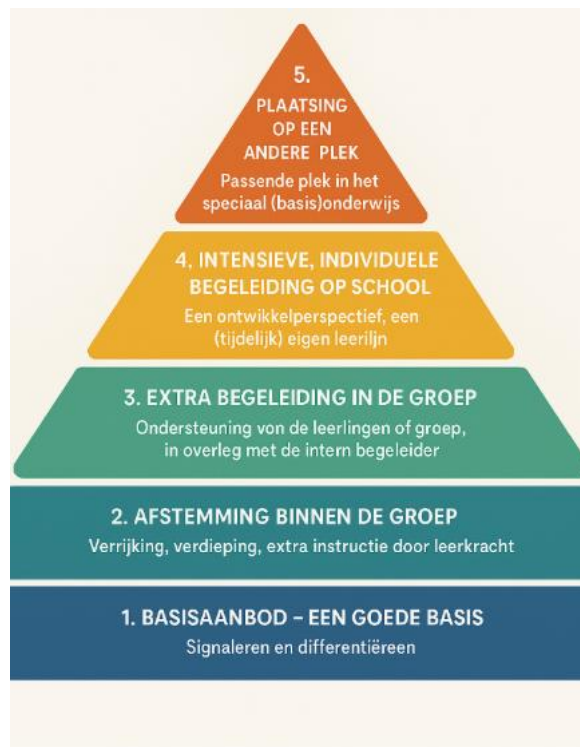 5.
PLAATSING
OP EEN
ANDERE PLEK
Passende plek in het
speciaal (basis)onderwijs
4. INTENSIEVE, INDIVIDUELE
BEGELEIDING OP SCHOOL
Een ontwikkelperspectief, een
(tijdelijk) eigen leeriljn
3. EXTRA BEGELEIDING IN DE GROEP
Ondersteuning von de leerlingen of groep,
in overleg met de intern begeleider
2. AFSTEMMING BINNEN DE GROEP
Verrijking, verdieping, extra instructie door leerkracht
1. BASISAANBOD – EEN GOEDE BASIS
Signaleren en differentiëreen